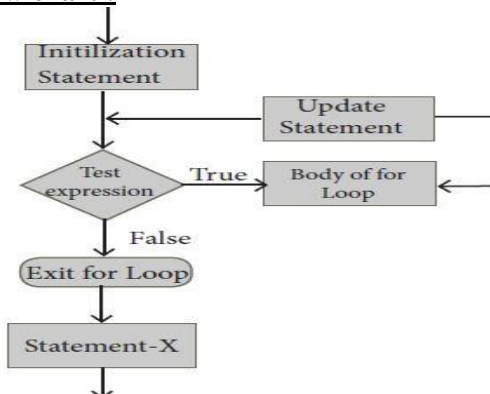 Initilization
Statement
Update
Statement
Test
expression
True
Body of for
Loop
False
Exit for Loop
Statement-X